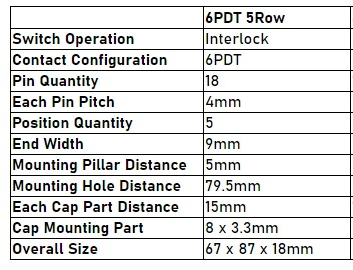 6PDT 5Row
Switch Operation Interlock
Contact Configuration 6PDT
Pin Quantity 18
Each Pin Pitch 4mm
Position Quantity 5
End Width 9mm
Mounting Pillar Distance 5mm
Mounting Hole Distance 79.5mm
Each Cap Part Distance 15mm
Cap Mounting Part 8 x 3.3mm
Overall Size 67 x 87 x 18mm